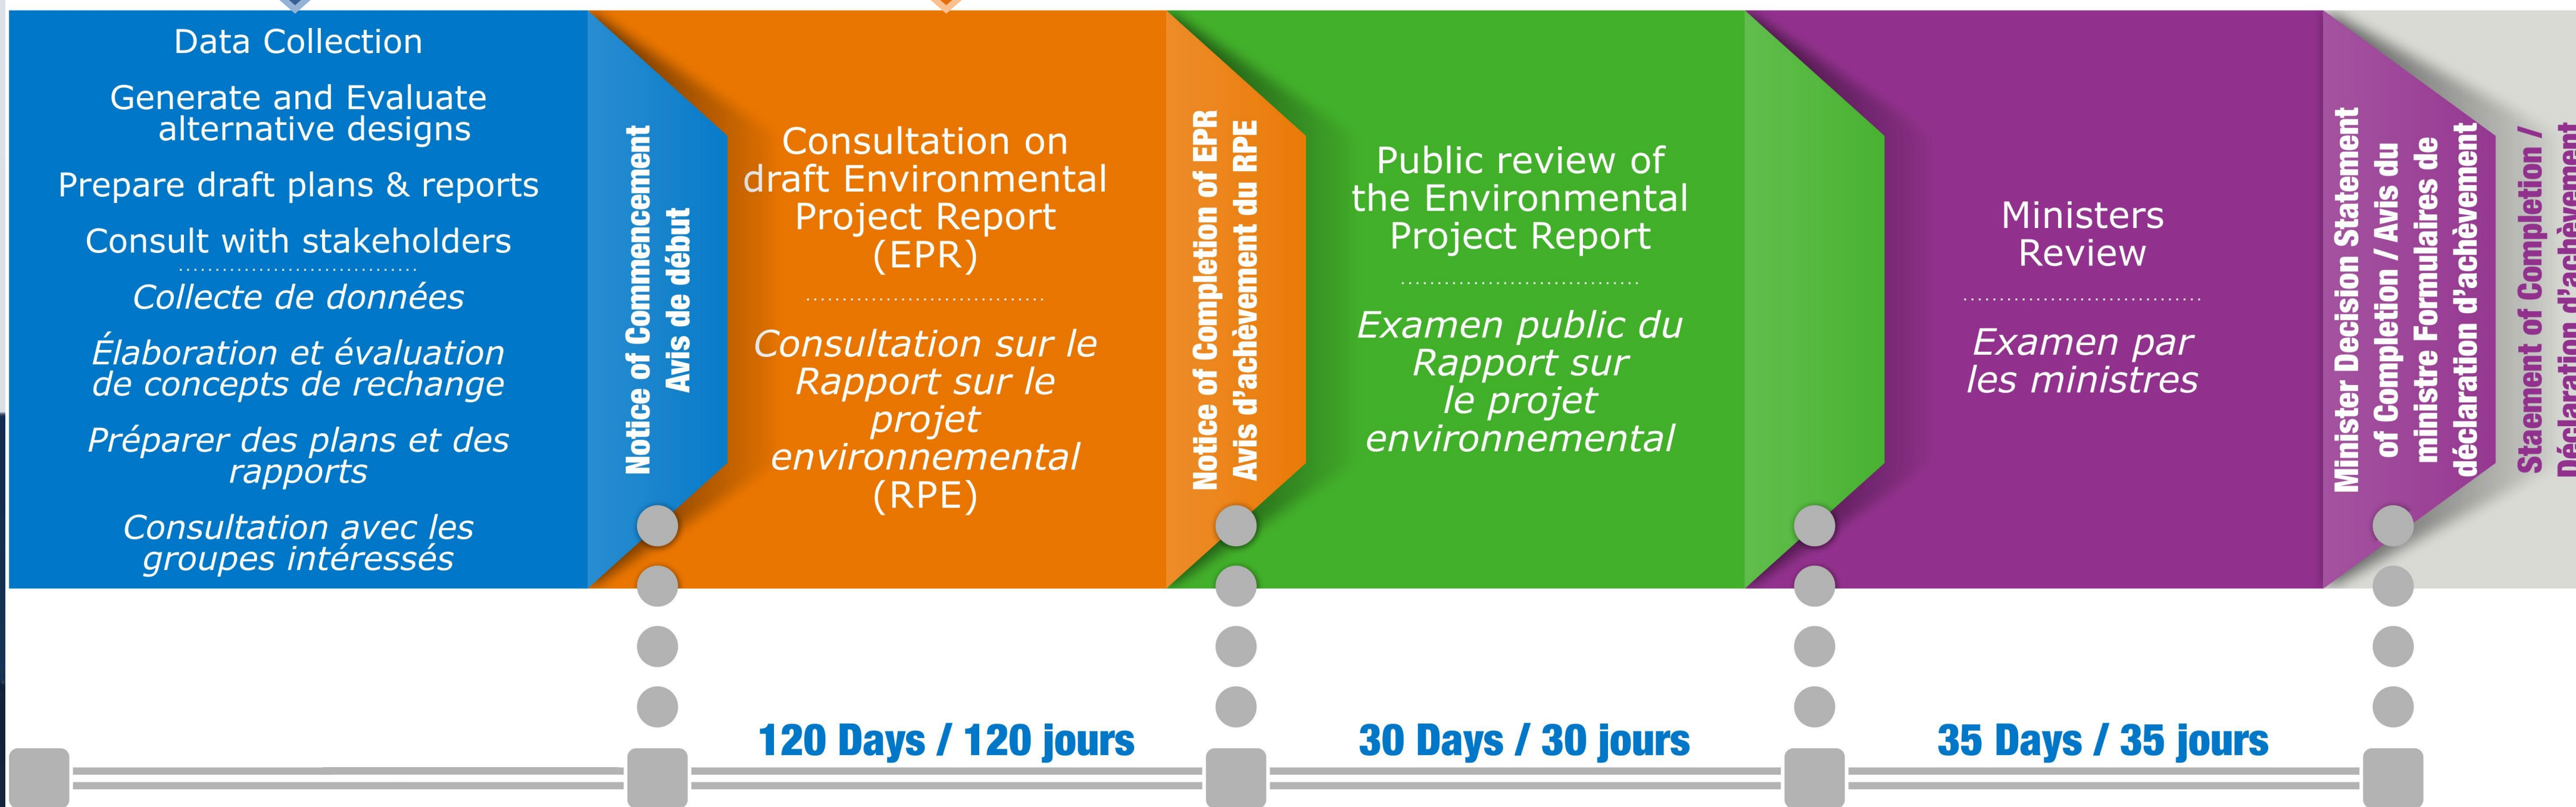 Data Collection
Generate and Evaluate
alternative designs
Prepare draft plans & reports
Consult with stakeholders
Collecte de données
Élaboration et évaluation
de concepts de rechange
Préparer des plans et des
rapports
Consultation avec les
groupes intéressés
Notice of Commencement
Avis de début
Consultation on
draft Environmental
Project Report
(EPR)
Consultation sur le
Rapport sur le
projet
environnemental
(RPE)
Notice of Completion of EPR
Avis d'achèvement du RPE
Public review of
the Environmental
Project Report
Examen public du
Rapport sur
le projet
environnemental
Ministers
Review
Examen par
les ministres
Minister Decision Statement
of Completion / Avis du
ministre Formulaires de
déclaration d'achèvement
Staement of Completion /
Déclaration d'achèvement
120 Days / 120 jours
30 Days / 30 jours
35 Days / 35 jours